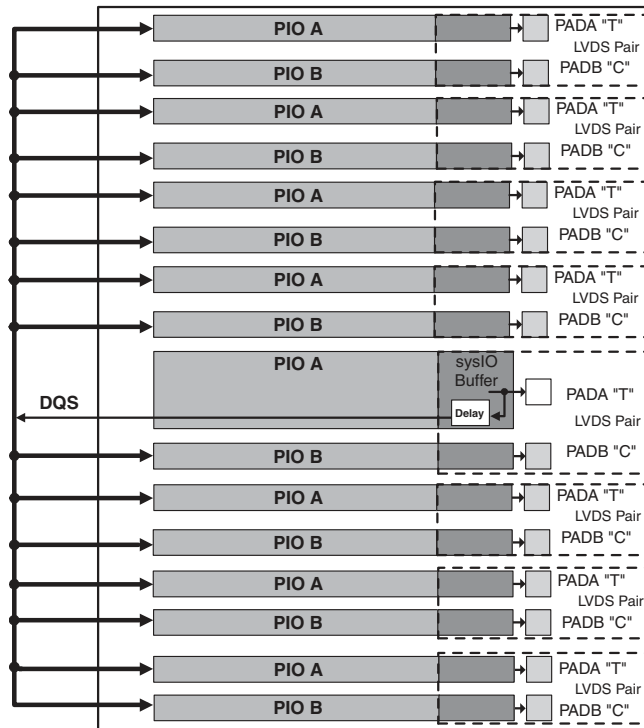 PIO A PADA "T"
LVDS Pair
PIO B PADB "C"
PIO A PADA "T"
LVDS Pair
PIO B PADB "C"
PIO A PADA "T"
LVDS Pair
PIO B PADB "C"
PIO A PADA "T"
LVDS Pair
PIO B PADB "C"
PIO A sysIO
Buffer
PADA "T"
DQS Delay
LVDS Pair
PIO B PADB "C"
PIO A PADA "T"
LVDS Pair
PIO B PADB "C"
PIO A PADA "T"
LVDS Pair
PIO B PADB "C"
PIO A PADA "T"
LVDS Pair
PIO B PADB "C"